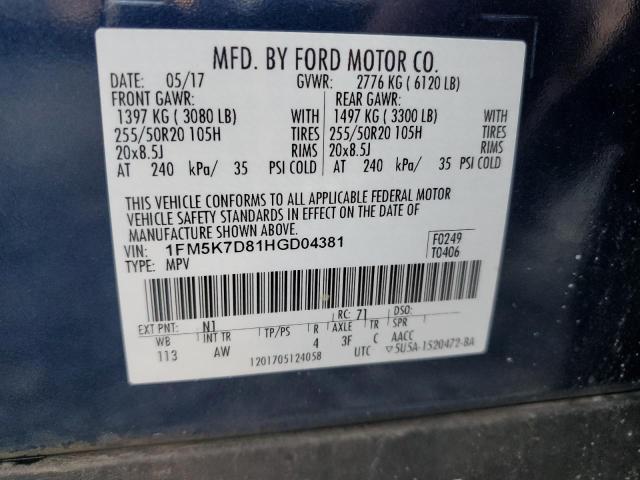 MFD. BY FORD MOTOR CO.
DATE: 05/17 GVWR: 2776 KG ( 6120 LB)
FRONT GAWR: REAR GAWR:
1397 KG ( 3080 LB) WITH 1497 KG ( 3300 LB) WITH
255/50R20 105H TIRES 255/50R20 105H TIRES
20x8.5J RIMS 20x8.5J RIMS
AT 240 kPa/ 35 PSI COLD AT 240 kPa/ 35 PSI COLD
THIS VEHICLE CONFORMS TO ALL APPLICABLE FEDERAL MOTOR
VEHICLE SAFETY STANDARDS IN EFFECT ON THE DATE OF
MANUFACTURE SHOWN ABOVE.
VIN: 1FM5K7D81HGD04381 F0249
TYPE: MPV T0406
EXT PNT: N1 RC: 71 DSO:
WB INT TR TP/PS R AXLE TR SPR
113 AW 4 3F C AACC
1201705124058 UTC ▽5U5A-1520472-BA